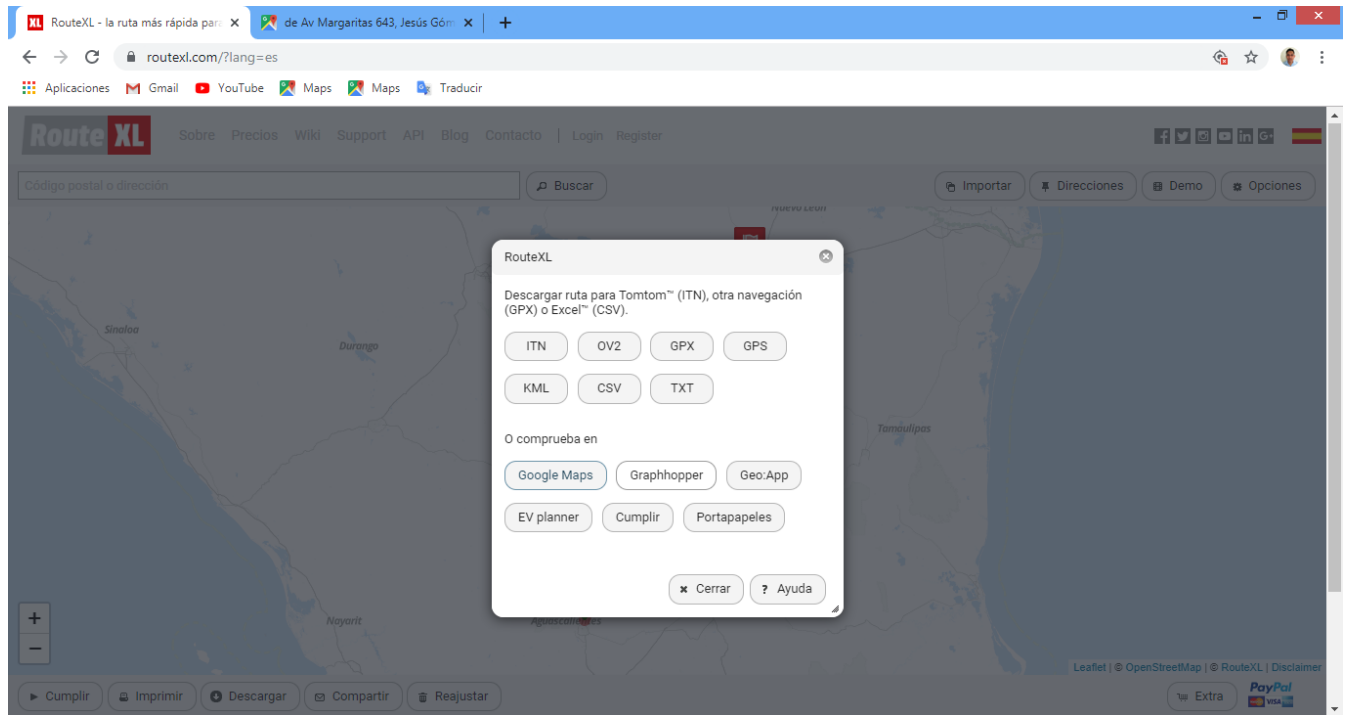 XL RouteXL - la ruta más rápida para
de Av Margaritas 643, Jesús Góm
routexl.com/?lang=es
Aplicaciones Gmail YouTube Maps Maps Traducir
Route XL Sobre Precios Wiki Support API Blog Contacto | Login Register
Código postal o dirección Buscar Importar Direcciones Demo Opciones
Nuevo León
Sinaloa
Durango
Tamaulipas
Nayarit
RouteXL
Descargar ruta para Tomtom™ (ITN), otra navegación
(GPX) o Excel™ (CSV).
ITN OV2 GPX GPS
KML CSV TXT
O comprueba en
Google Maps Graphhopper Geo:App
EV planner Cumplir Portapapeles
Cerrar ? Ayuda
Aguascalientes
+
−
Leaflet | © OpenStreetMap | © RouteXL | Disclaimer
Cumplir Imprimir Descargar Compartir Reajustar Extra PayPal
VISA